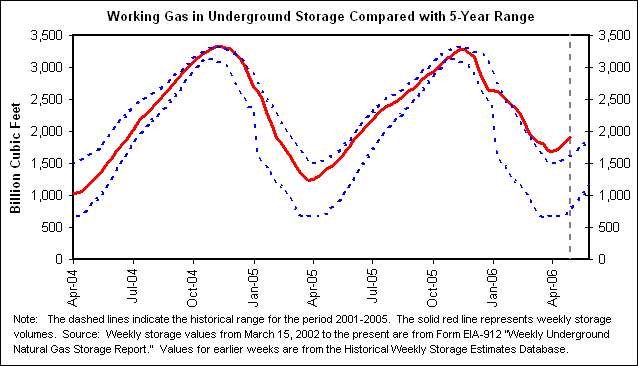 Working Gas in Underground Storage Compared with 5-Year Range
Billion Cubic Feet
3,500
3,000
2,500
2,000
1,500
1,000
500
0
3,500
3,000
2,500
2,000
1,500
1,000
500
0
Apr-04
Jul-04
Oct-04
Jan-05
Apr-05
Jul-05
Oct-05
Jan-06
Apr-06
Note: The dashed lines indicate the historical range for the period 2001-2005. The solid red line represents weekly storage
volumes. Source: Weekly storage values from March 15, 2002 to the present are from Form EIA-912 "Weekly Underground
Natural Gas Storage Report." Values for earlier weeks are from the Historical Weekly Storage Estimates Database.